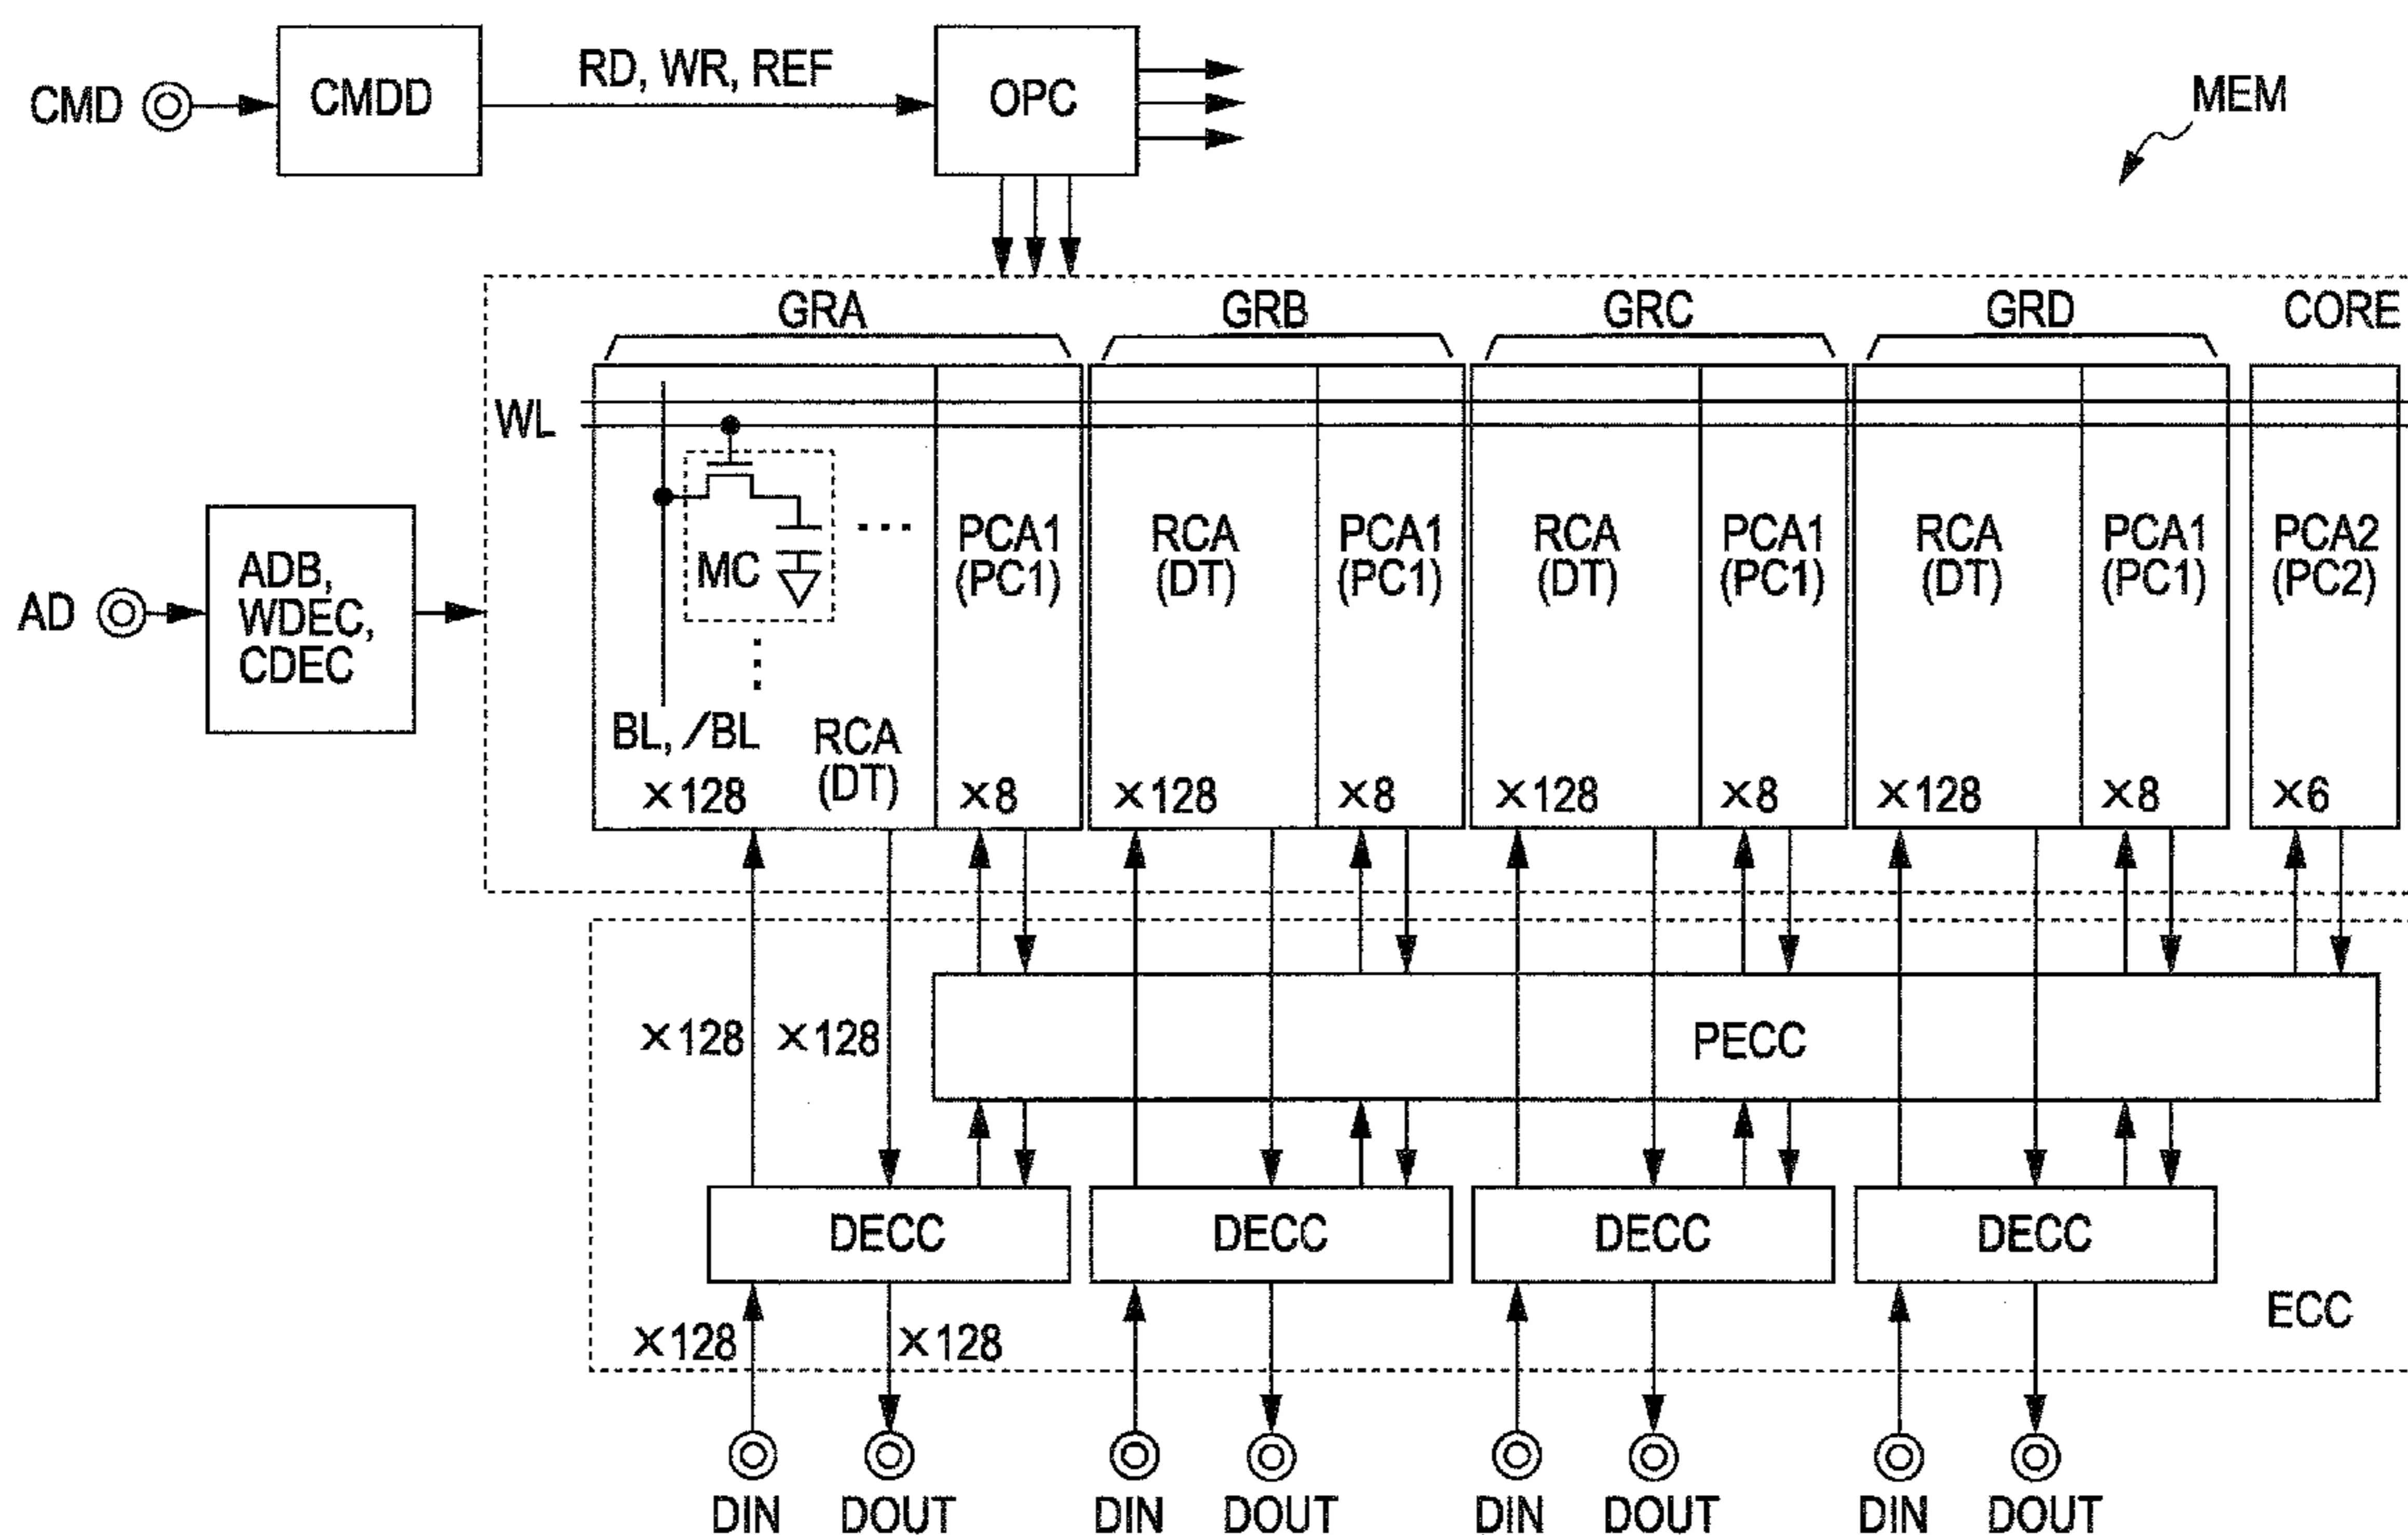 CMD
CMDD
RD, WR, REF
OPC
MEM
GRA
GRB
GRC
GRD
CORE
WL
MC
...
PCA1
(PC1)
RCA
(DT)
PCA1
(PC1)
RCA
(DT)
PCA1
(PC1)
RCA
(DT)
PCA1
(PC1)
PCA2
(PC2)
AD
ADB,
WDEC,
CDEC
BL, /BL
RCA
(DT)
×128
×8
×128
×8
×128
×8
×128
×8
×6
×128
×128
PECC
DECC
DECC
DECC
DECC
ECC
×128
×128
DIN
DOUT
DIN
DOUT
DIN
DOUT
DIN
DOUT